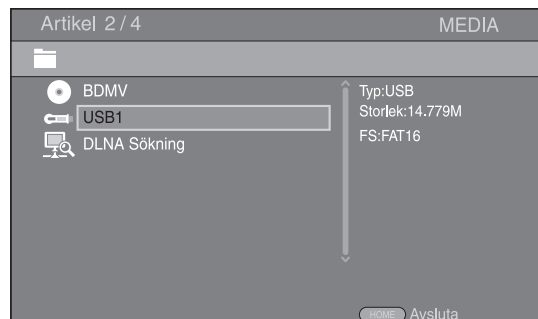 Artikel 2 / 4 MEDIA
BDMV
USB1
DLNA Sökning
Typ:USB
Storlek:14.779M
FS:FAT16
HOME Avsluta